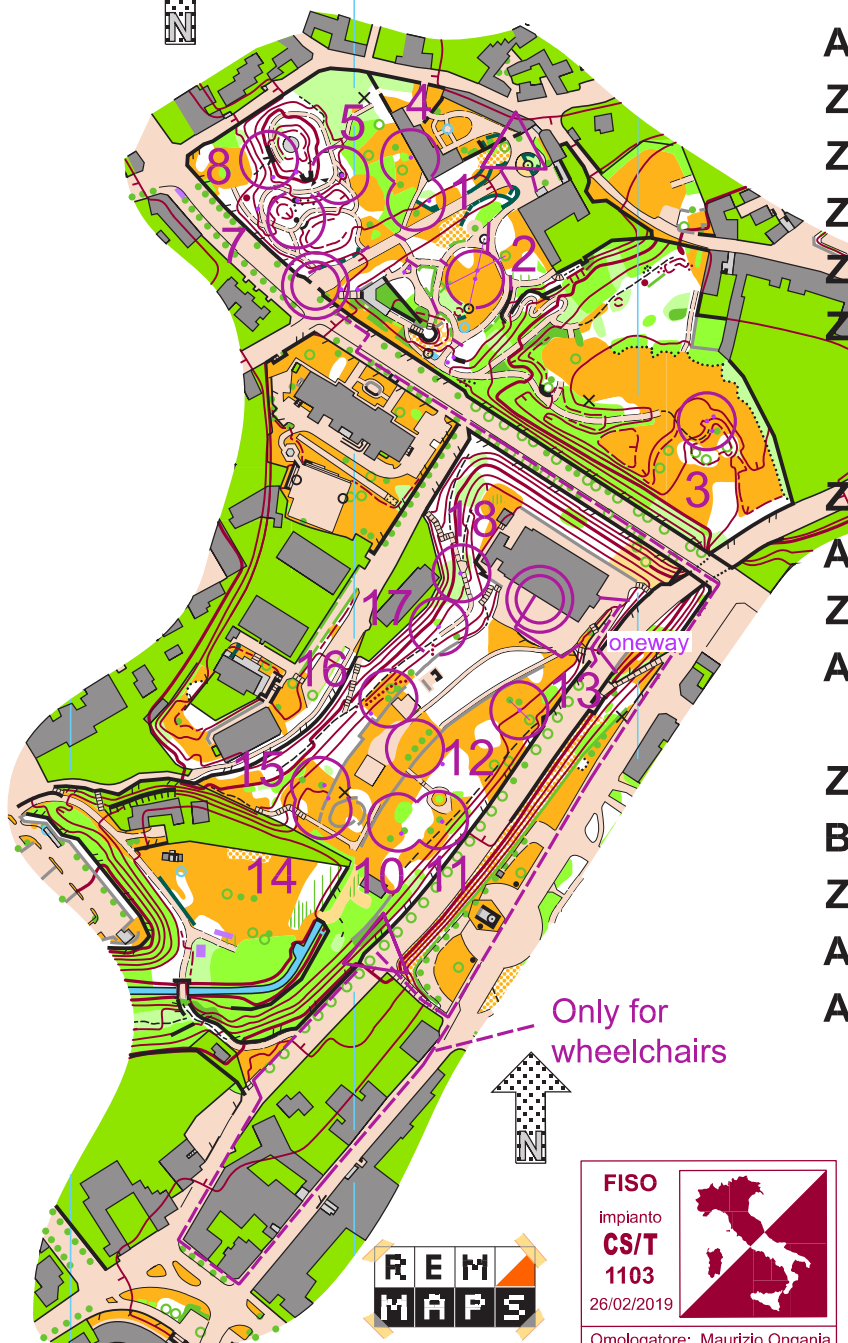 N
A
Z
Z
Z
Z
Z
4
5
8
1
2
7
3
Z
18
A
17
Z
oneway
A
16
13
12
15
Z
B
14
10
11
Z
A
A
Only for
wheelchairs
N
FISO
impianto
CS/T
1103
26/02/2019
REM
MAPS
Omologatore: Maurizio Ongania